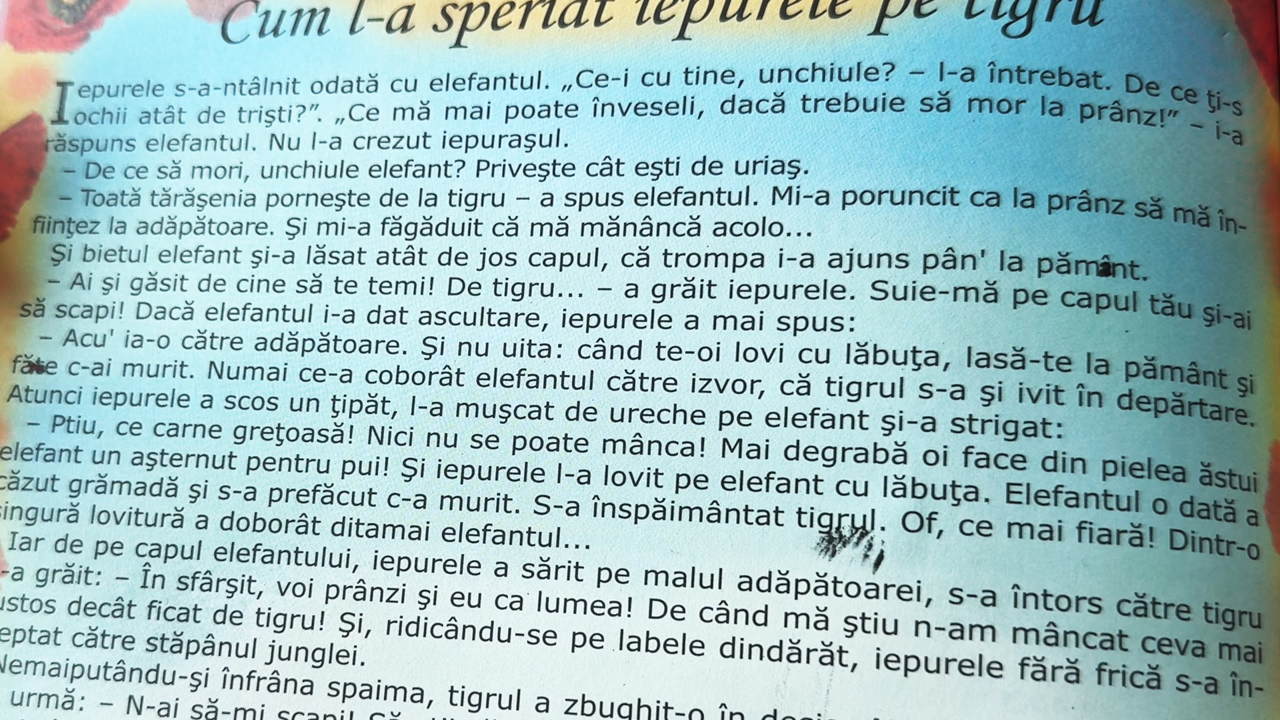 Cum l-a speriat iepurele pe tigru
Iepurele s-a-ntâlnit odată cu elefantul. „Ce-i cu tine, unchiule? – l-a întrebat. De ce ţi-s
ochii atât de trişti?”. „Ce mă mai poate înveseli, dacă trebuie să mor la prânz!” – i-a
răspuns elefantul. Nu l-a crezut iepuraşul.
– De ce să mori, unchiule elefant? Priveşte cât eşti de uriaş.
– Toată tărăşenia porneşte de la tigru – a spus elefantul. Mi-a poruncit ca la prânz să mă în-
fiinţez la adăpătoare. Şi mi-a făgăduit că mă mănâncă acolo...
Şi bietul elefant şi-a lăsat atât de jos capul, că trompa i-a ajuns pân' la pământ.
– Ai şi găsit de cine să te temi! De tigru... – a grăit iepurele. Suie-mă pe capul tău şi-ai
să scapi! Dacă elefantul i-a dat ascultare, iepurele a mai spus:
– Acu' ia-o către adăpătoare. Şi nu uita: când te-oi lovi cu lăbuţa, lasă-te la pământ şi
făte c-ai murit. Numai ce-a coborât elefantul către izvor, că tigrul s-a şi ivit în depărtare.
Atunci iepurele a scos un ţipăt, l-a muşcat de ureche pe elefant şi-a strigat:
– Ptiu, ce carne greţoasă! Nici nu se poate mânca! Mai degrabă oi face din pielea ăstui
elefant un aşternut pentru pui! Şi iepurele l-a lovit pe elefant cu lăbuţa. Elefantul o dată a
căzut grămadă şi s-a prefăcut c-a murit. S-a înspăimântat tigrul. Of, ce mai fiară! Dintr-o
singură lovitură a doborât ditamai elefantul...
Iar de pe capul elefantului, iepurele a sărit pe malul adăpătoarei, s-a întors către tigru
-a grăit: – În sfârşit, voi prânzi şi eu ca lumea! De când mă ştiu n-am mâncat ceva mai
ustos decât ficat de tigru! Şi, ridicându-se pe labele dindărăt, iepurele fără frică s-a în-
eptat către stăpânul junglei.
Nemaiputându-şi înfrâna spaima, tigrul a zbughit-o în
urmă: – N-ai să-mi scapi!